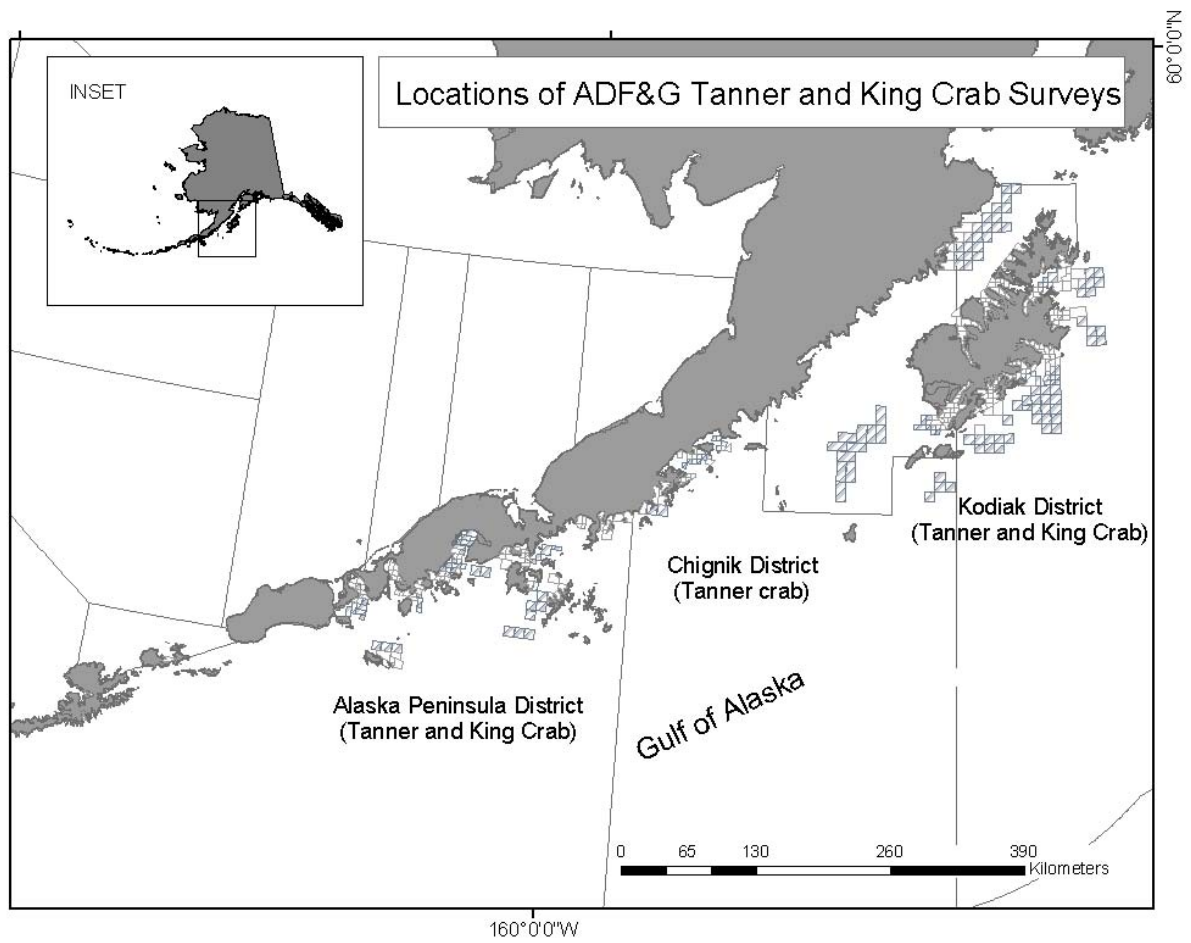 60°0'0"N
INSET
Locations of ADF&G Tanner and King Crab Surveys
Kodiak District
(Tanner and King Crab)
Chignik District
(Tanner crab)
Alaska Peninsula District
(Tanner and King Crab)
Gulf of Alaska
0 65 130 260 390
Kilometers
160°0'0"W